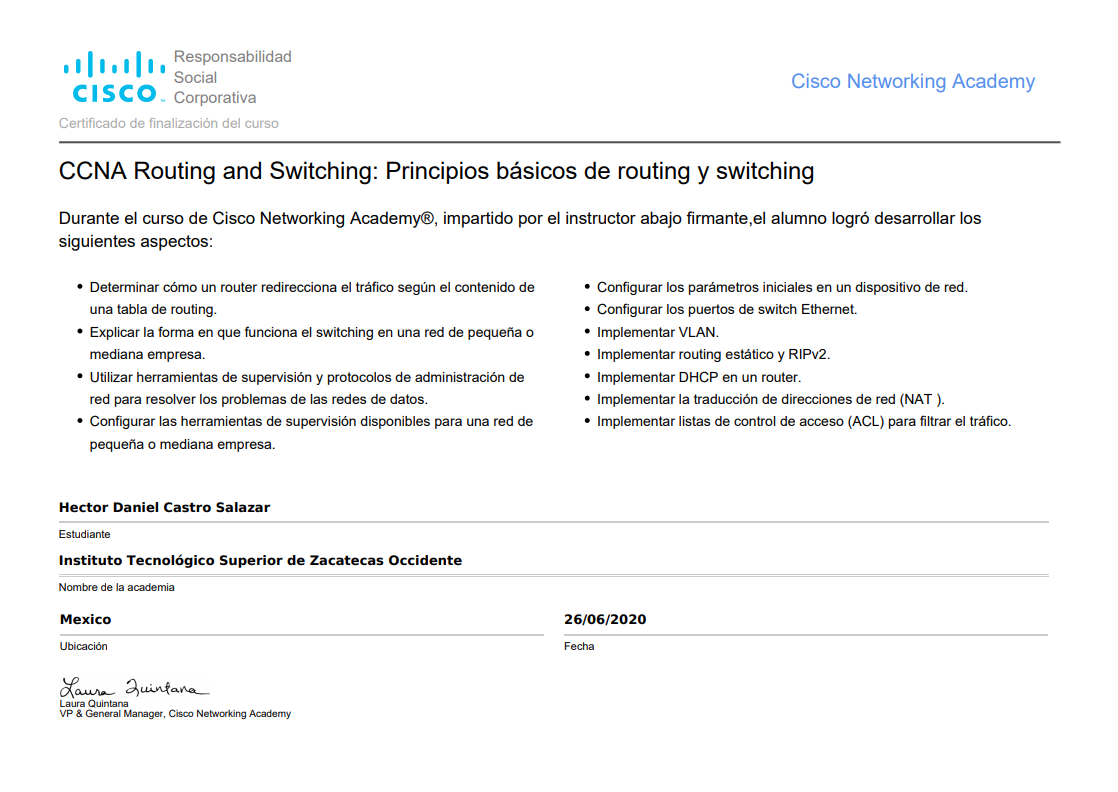 Responsabilidad
Social
Corporativa
CISCO™
Cisco Networking Academy
Certificado de finalización del curso
CCNA Routing and Switching: Principios básicos de routing y switching
Durante el curso de Cisco Networking Academy®, impartido por el instructor abajo firmante,el alumno logró desarrollar los
siguientes aspectos:
• Determinar cómo un router redirecciona el tráfico según el contenido de
una tabla de routing.
• Explicar la forma en que funciona el switching en una red de pequeña o
mediana empresa.
• Utilizar herramientas de supervisión y protocolos de administración de
red para resolver los problemas de las redes de datos.
• Configurar las herramientas de supervisión disponibles para una red de
pequeña o mediana empresa.
• Configurar los parámetros iniciales en un dispositivo de red.
• Configurar los puertos de switch Ethernet.
• Implementar VLAN.
• Implementar routing estático y RIPv2.
• Implementar DHCP en un router.
• Implementar la traducción de direcciones de red (NAT ).
• Implementar listas de control de acceso (ACL) para filtrar el tráfico.
Hector Daniel Castro Salazar
Estudiante
Instituto Tecnológico Superior de Zacatecas Occidente
Nombre de la academia
Mexico
Ubicación
26/06/2020
Fecha
Laura Quintana
Laura Quintana
VP & General Manager, Cisco Networking Academy